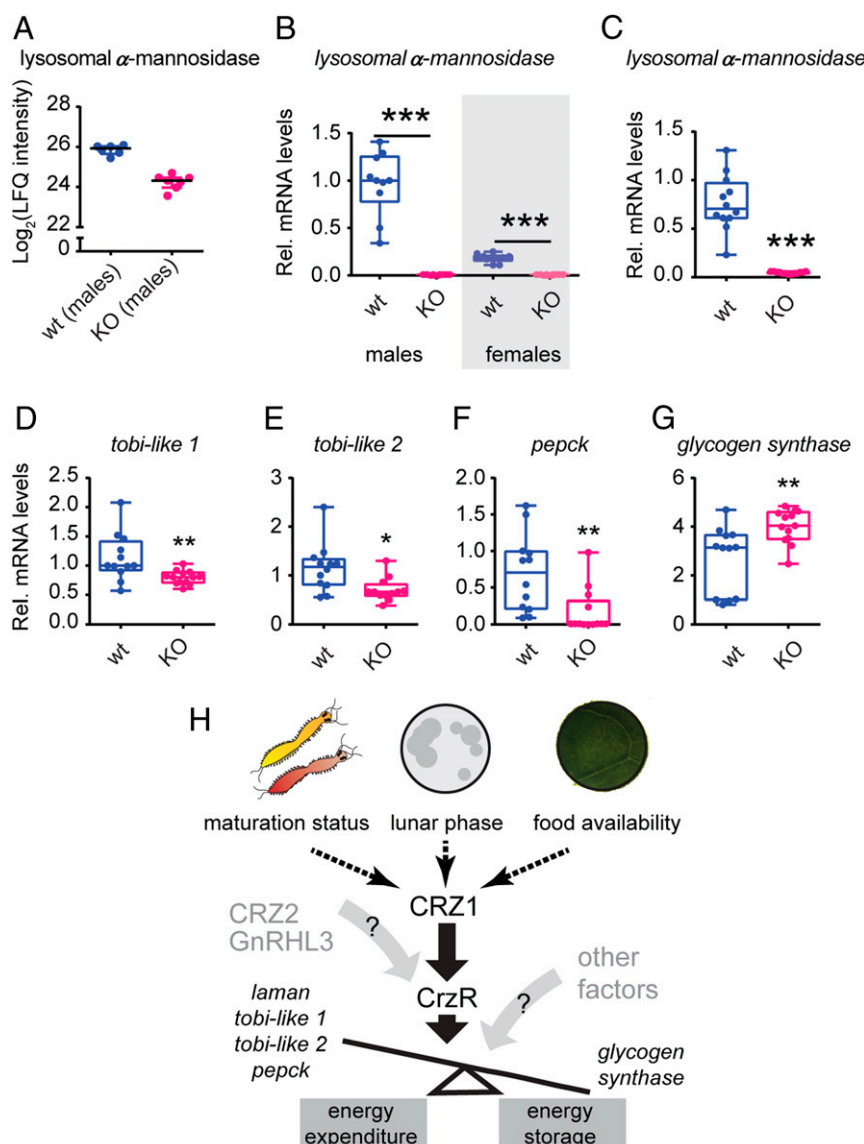 A
lysosomal α-mannosidase
Log2(LFQ intensity)
28
26
24
22
0
wt (males)
KO (males)
B
lysosomal α-mannosidase
Rel. mRNA levels
1.5
1.0
0.5
0.0
***
***
wt
KO
wt
KO
males
females
C
lysosomal α-mannosidase
Rel. mRNA levels
1.5
1.0
0.5
0.0
***
wt
KO
D
tobi-like 1
Rel. mRNA levels
2.5
2.0
1.5
1.0
0.5
0.0
**
wt
KO
E
tobi-like 2
3
2
1
0
*
wt
KO
F
pepck
2.0
1.5
1.0
0.5
0.0
**
wt
KO
G
glycogen synthase
6
4
2
0
**
wt
KO
H
maturation status
lunar phase
food availability
CRZ1
CRZ2
GnRHL3
?
CrzR
other
factors
?
laman
tobi-like 1
tobi-like 2
pepck
glycogen
synthase
energy
expenditure
energy
storage